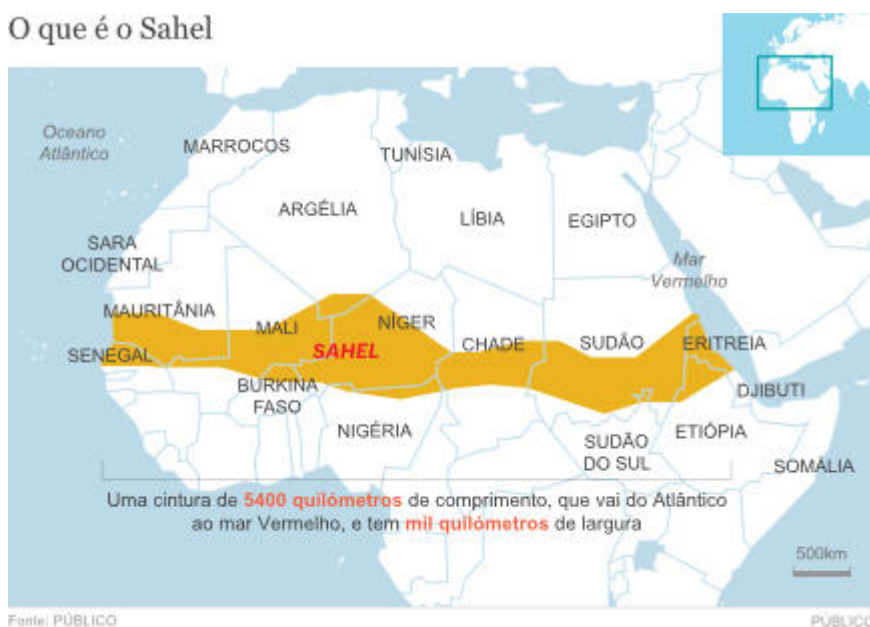 O que é o Sahel
Oceano
Atlântico
MARROCOS
TUNÍSIA
ARGÉLIA
LÍBIA
EGIPTO
SARA
OCIDENTAL
Mar
Vermelho
MAURITÂNIA
MALI
NÍGER
CHADE
SUDÃO
ERITREIA
SENEGAL
SAHEL
BURKINA
FASO
DJIBUTI
NIGÉRIA
SUDÃO
DO SUL
ETIÓPIA
SOMÁLIA
Uma cintura de 5400 quilómetros de comprimento, que vai do Atlântico
ao mar Vermelho, e tem mil quilómetros de largura
500km
Fonte: PÚBLICO
PÚBLICO